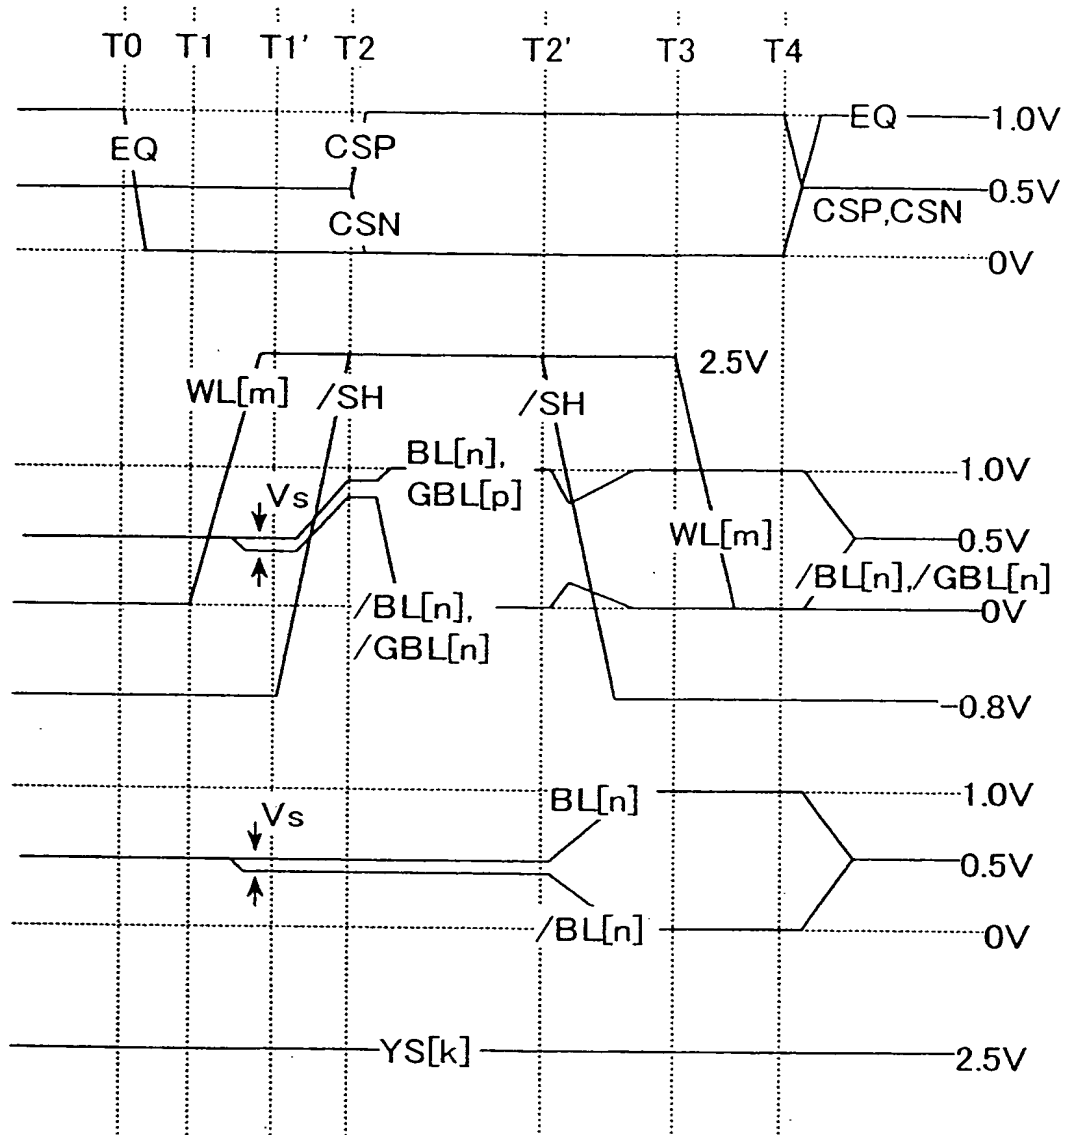 T0 T1 T1' T2 T2' T3 T4
EQ 1.0V
EQ CSP
0.5V
CSN CSP,CSN
0V
2.5V
WL[m] /SH /SH
BL[n],
1.0V
GBL[p]
Vs
WL[m]
0.5V
/BL[n],/GBL[n]
/BL[n],
0V
/GBL[n]
-0.8V
BL[n] 1.0V
Vs
0.5V
/BL[n] 0V
YS[k] 2.5V